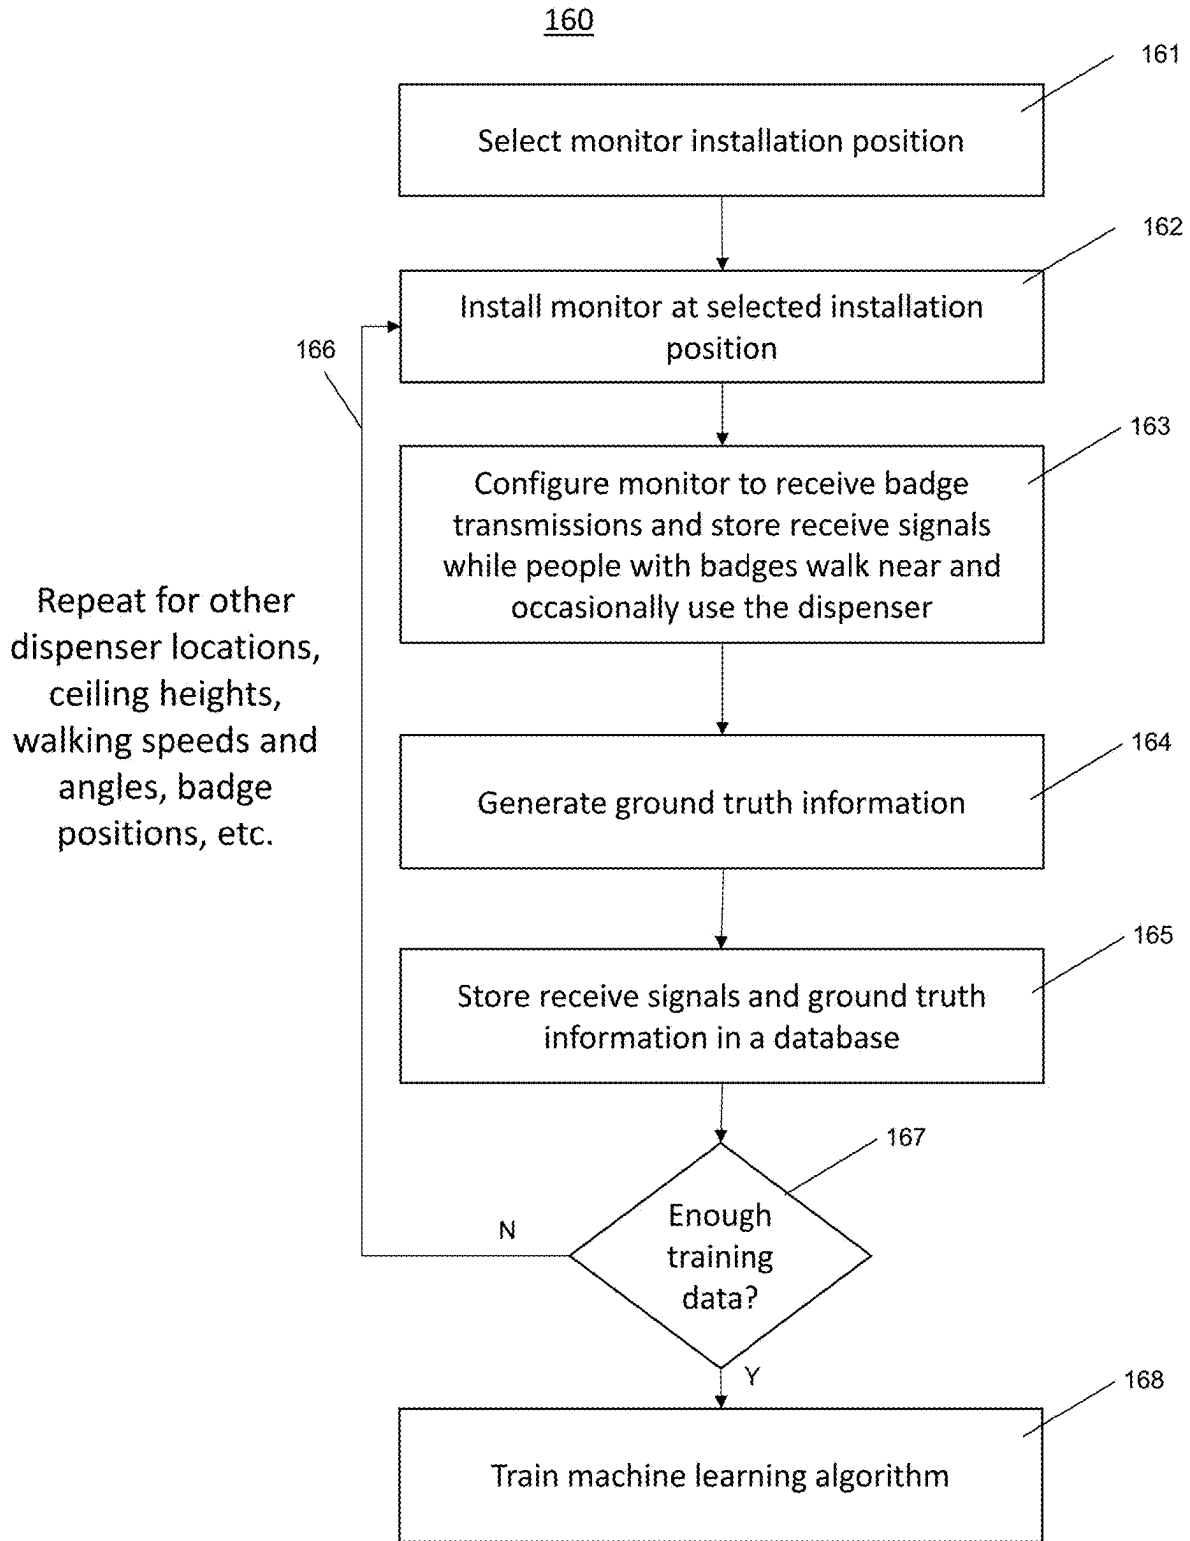 160
161
Select monitor installation position
162
Install monitor at selected installation
position
166
163
Configure monitor to receive badge
transmissions and store receive signals
while people with badges walk near and
occasionally use the dispenser
Repeat for other
dispenser locations,
ceiling heights,
walking speeds and
angles, badge
positions, etc.
164
Generate ground truth information
165
Store receive signals and ground truth
information in a database
167
Enough
training
data?
N
Y
168
Train machine learning algorithm